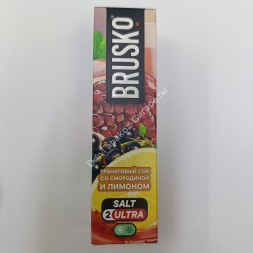 BRUSKO
ГРАНАТОВЫЙ СОК
СО СМОРОДИНОЙ
И ЛИМОНОМ
SALT
2 ULTRA